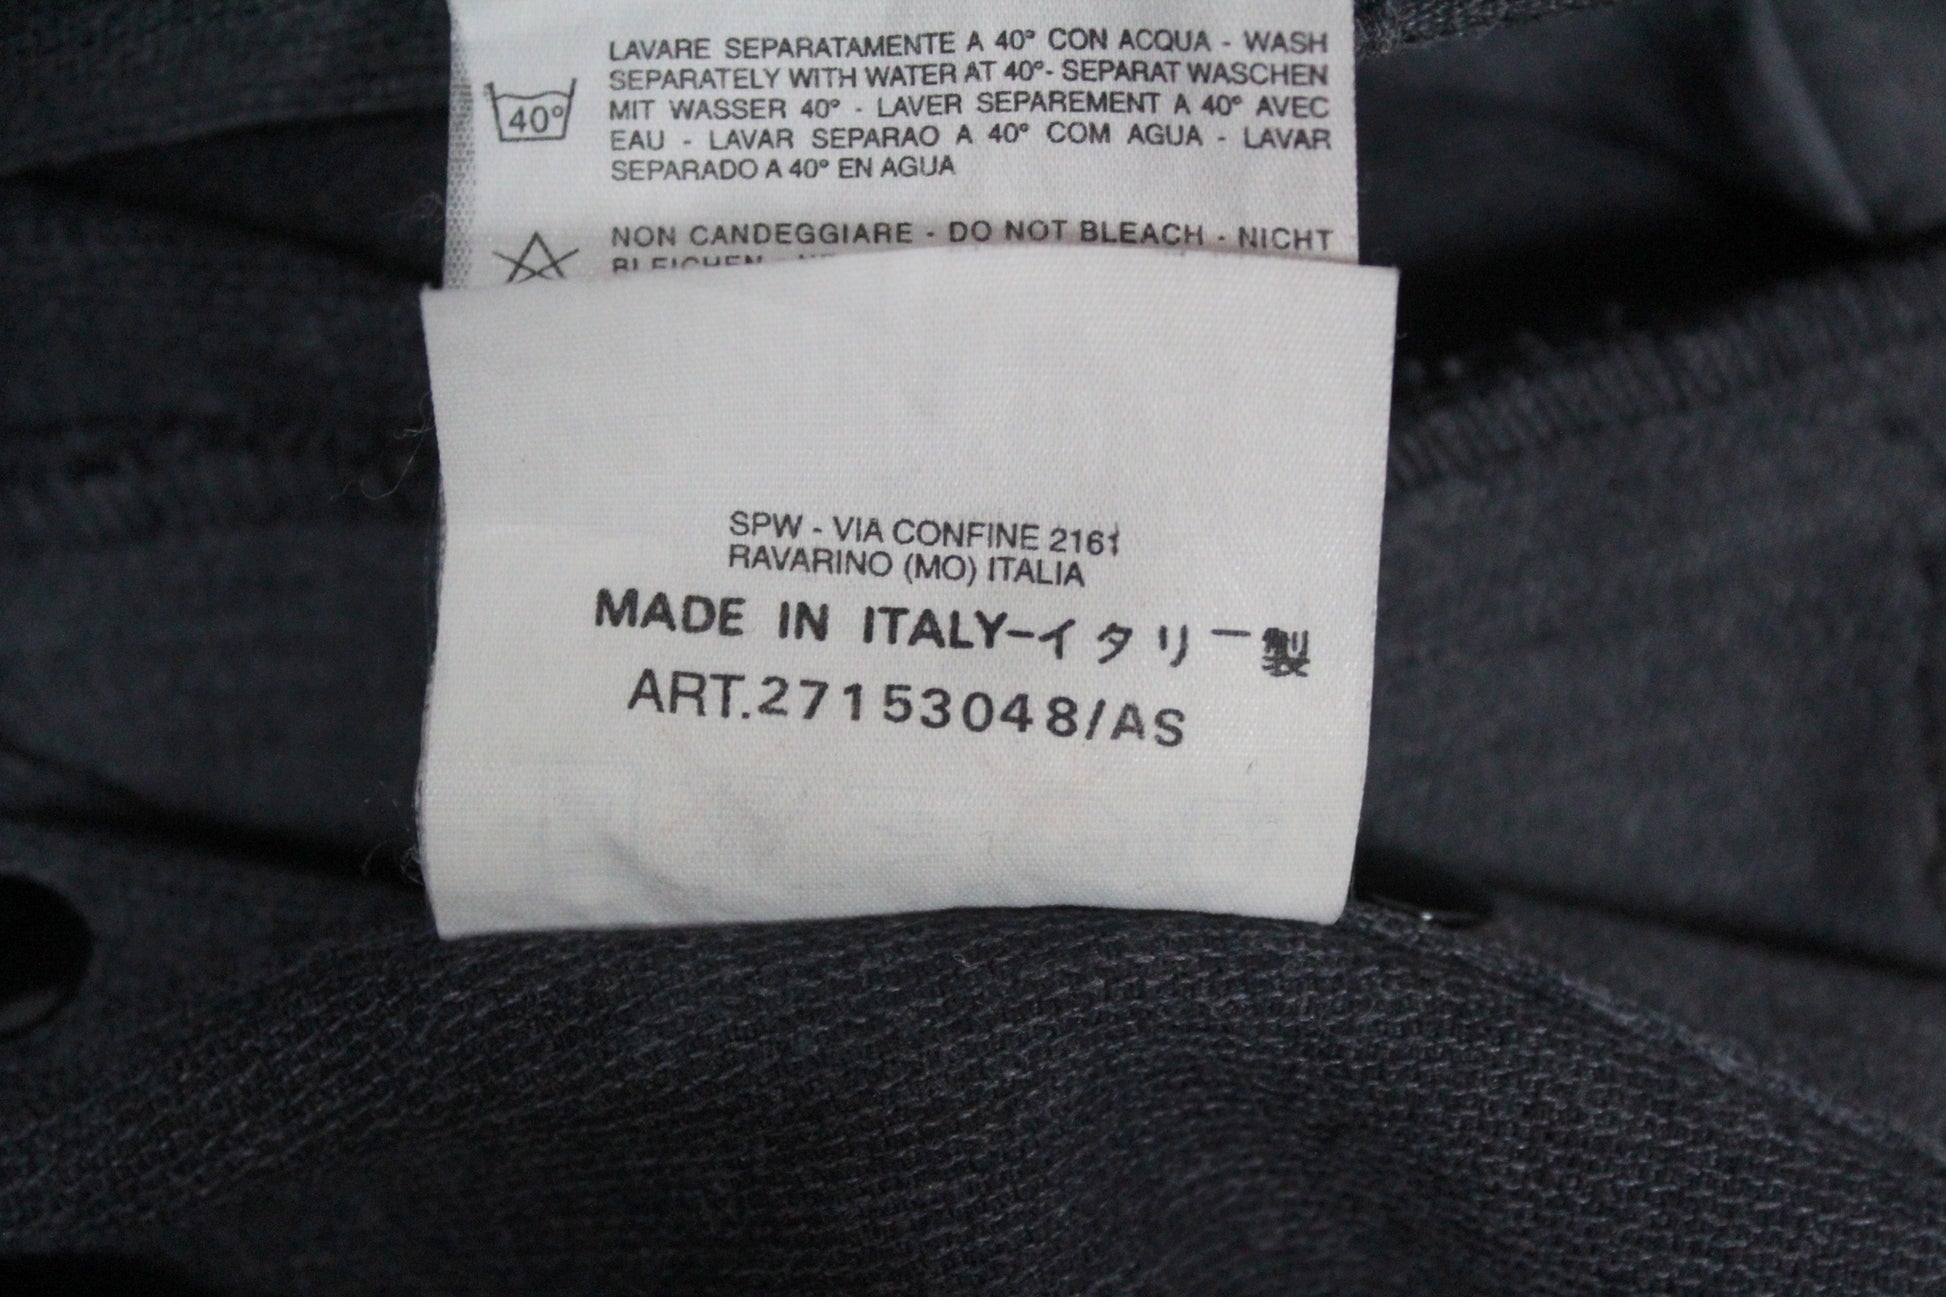 LAVARE SEPARATAMENTE A 40° CON ACQUA - WASH
SEPARATELY WITH WATER AT 40°- SEPARAT WASCHEN
40°
MIT WASSER 40° - LAVER SEPAREMENT A 40° AVEC
EAU - LAVAR SEPARAO A 40° COM AGUA - LAVAR
SEPARADO A 40° EN AGUA
NON CANDEGGIARE - DO NOT BLEACH - NICHT
BLEICHEN -
SPW - VIA CONFINE 2161
RAVARINO (MO) ITALIA
MADE IN ITALY-イタリー製
ART.27153048/AS